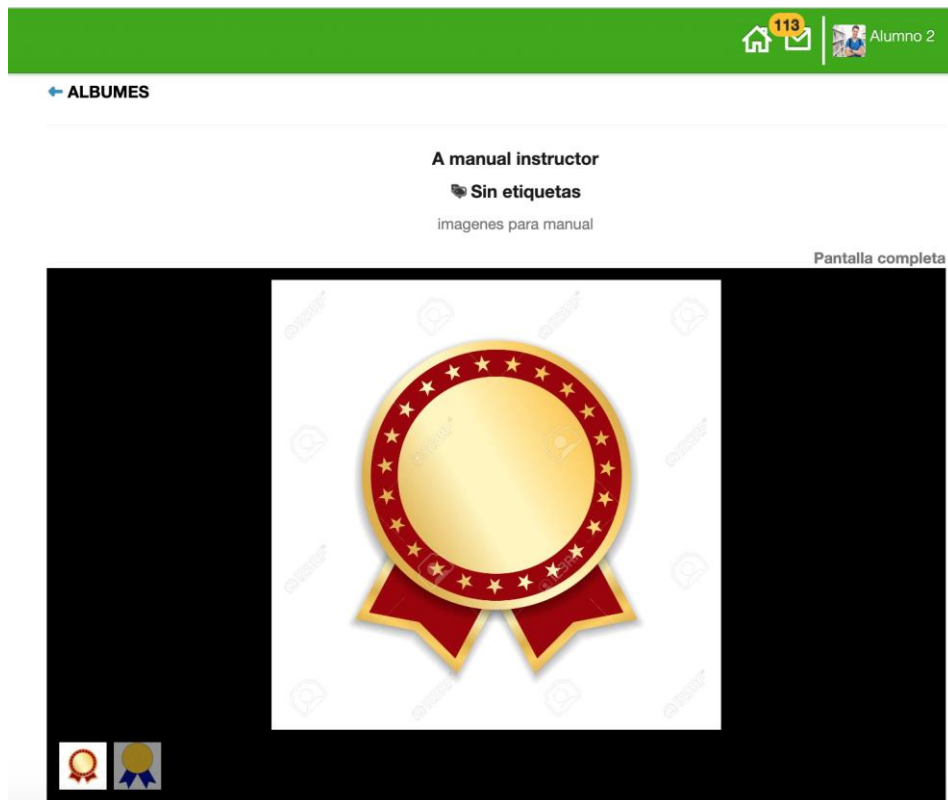 113
Alumno 2
ALBUMES
A manual instructor
Sin etiquetas
imagenes para manual
Pantalla completa